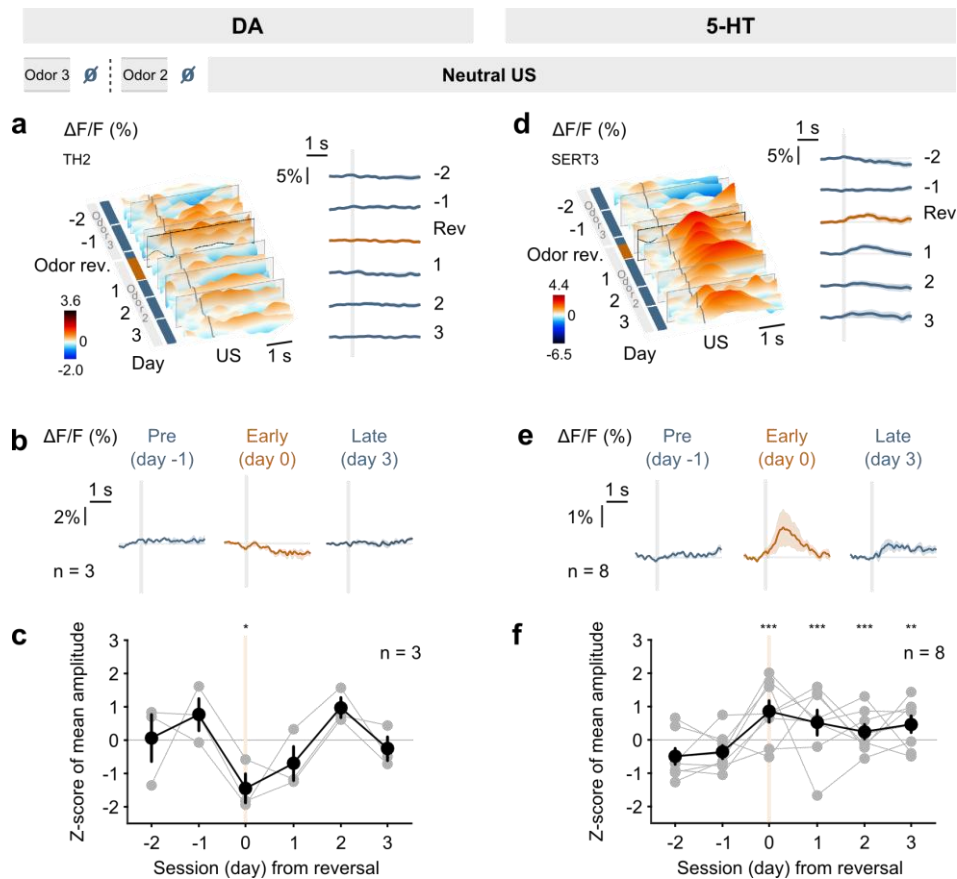 DA
5-HT
Odor 3 Ø Odor 2 Ø Neutral US
a
ΔF/F (%)
TH2
1 s
5%
-2
-1
Rev
1
2
3
-2
-1
Odor rev.
1
2
3
Odor 3
Odor 2
3.6
0
-2.0
Day
US
1 s
d
ΔF/F (%)
SERT3
1 s
5%
-2
-1
Rev
1
2
3
-2
-1
Odor rev.
1
2
3
Odor 3
Odor 2
4.4
0
-6.5
Day
US
1 s
b
ΔF/F (%)
Pre
(day -1)
Early
(day 0)
Late
(day 3)
1 s
2%
n = 3
e
ΔF/F (%)
Pre
(day -1)
Early
(day 0)
Late
(day 3)
1 s
1%
n = 8
c
*
n = 3
Z-score of mean amplitude
3
2
1
0
-1
-2
-2 -1 0 1 2 3
Session (day) from reversal
f
*** *** *** **
n = 8
Z-score of mean amplitude
3
2
1
0
-1
-2
-2 -1 0 1 2 3
Session (day) from reversal